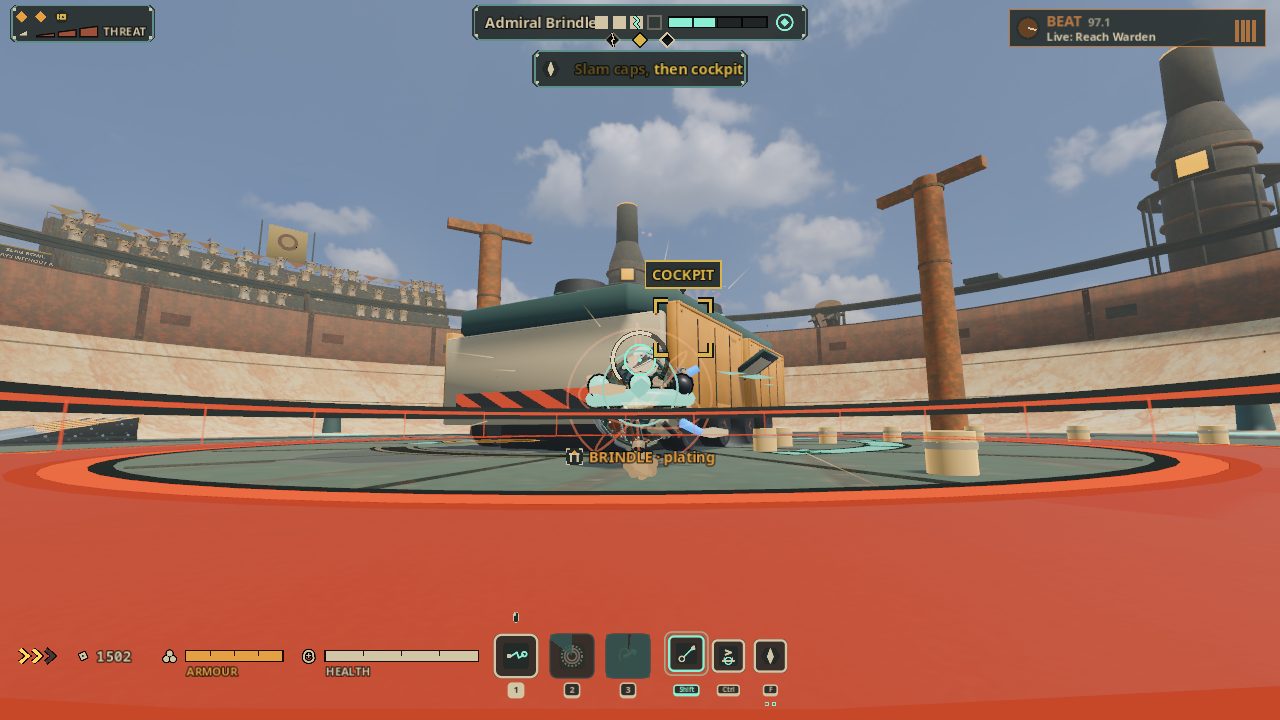 THREAT
Admiral Brindle
BEAT 97.1
Live: Reach Warden
Slam caps, then cockpit
COCKPIT
BRINDLE · plating
1502
ARMOUR
HEALTH
1
2
3
Shift
Ctrl
F